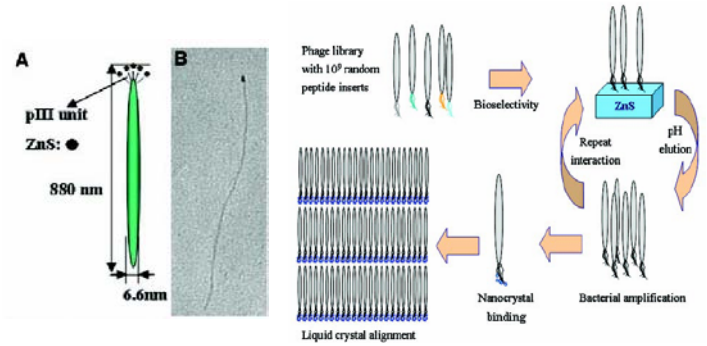 A
B
pIII unit
ZnS:
880 nm
6.6nm
Phage library
with 10⁹ random
peptide inserts
Bioselectivity
ZnS
Repeat
interaction
pH
elution
Bacterial amplification
Nanocrystal
binding
Liquid crystal alignment